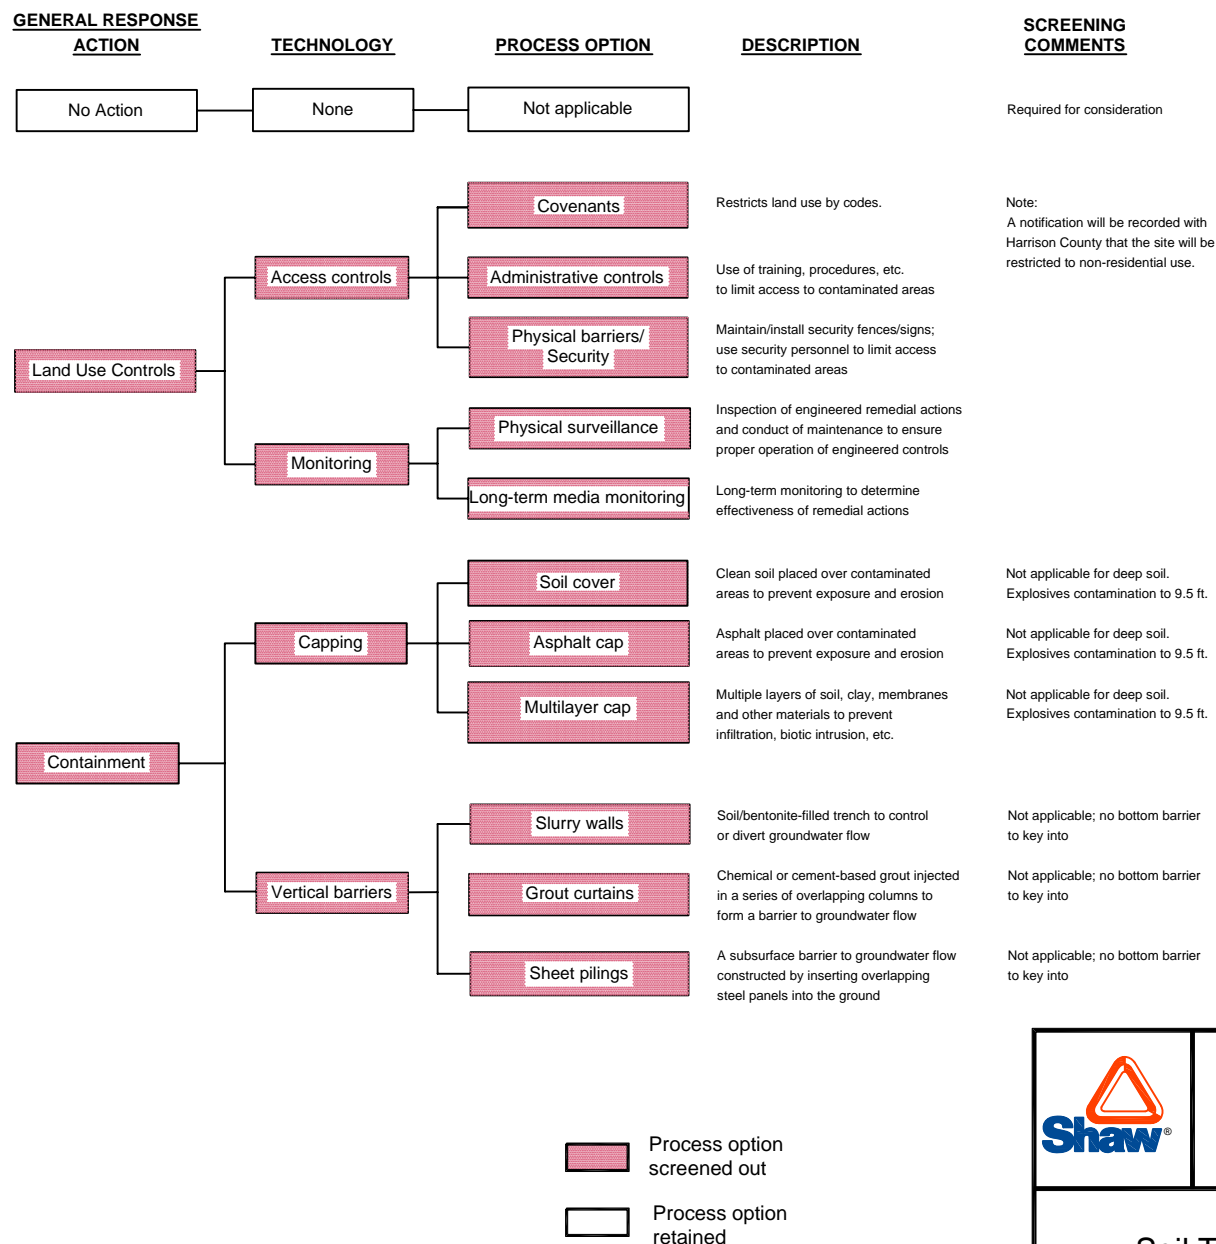 GENERAL RESPONSE
ACTION
TECHNOLOGY
PROCESS OPTION
DESCRIPTION
SCREENING
COMMENTS
No Action
None
Not applicable
Required for consideration
Covenants
Restricts land use by codes.
Note:
A notification will be recorded with
Harrison County that the site will be
restricted to non-residential use.
Access controls
Administrative controls
Use of training, procedures, etc.
to limit access to contaminated areas
Physical barriers/
Security
Maintain/install security fences/signs;
use security personnel to limit access
to contaminated areas
Land Use Controls
Physical surveillance
Inspection of engineered remedial actions
and conduct of maintenance to ensure
proper operation of engineered controls
Monitoring
Long-term media monitoring
Long-term monitoring to determine
effectiveness of remedial actions
Soil cover
Clean soil placed over contaminated
areas to prevent exposure and erosion
Not applicable for deep soil.
Explosives contamination to 9.5 ft.
Capping
Asphalt cap
Asphalt placed over contaminated
areas to prevent exposure and erosion
Not applicable for deep soil.
Explosives contamination to 9.5 ft.
Multilayer cap
Multiple layers of soil, clay, membranes
and other materials to prevent
infiltration, biotic intrusion, etc.
Not applicable for deep soil.
Explosives contamination to 9.5 ft.
Containment
Slurry walls
Soil/bentonite-filled trench to control
or divert groundwater flow
Not applicable; no bottom barrier
to key into
Vertical barriers
Grout curtains
Chemical or cement-based grout injected
in a series of overlapping columns to
form a barrier to groundwater flow
Not applicable; no bottom barrier
to key into
Sheet pilings
A subsurface barrier to groundwater flow
constructed by inserting overlapping
steel panels into the ground
Not applicable; no bottom barrier
to key into
Shaw®
Process option
screened out
Process option
retained
Soil T